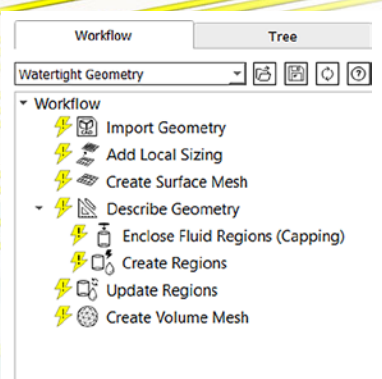 Workflow
Tree
Watertight Geometry
Workflow
Import Geometry
CAD
Add Local Sizing
Create Surface Mesh
Describe Geometry
Enclose Fluid Regions (Capping)
Create Regions
Update Regions
Create Volume Mesh